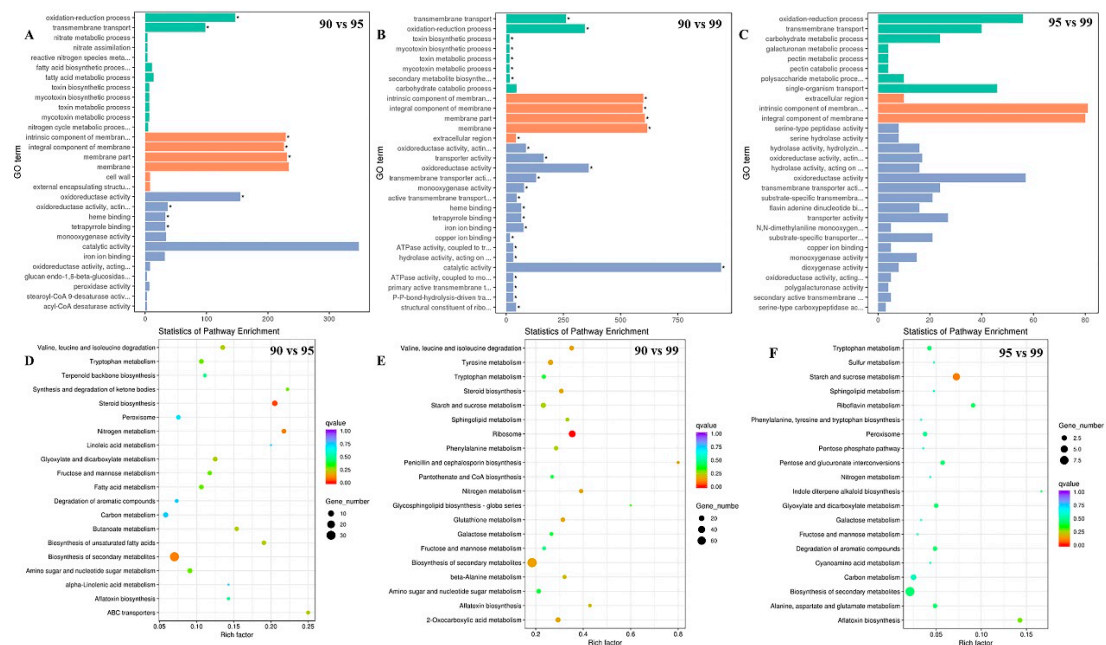 A
90 vs 95
GO term
oxidation-reduction process
transmembrane transport
nitrate metabolic process
nitrate assimilation
reactive nitrogen species meta...
fatty acid biosynthetic proces...
fatty acid metabolic process
toxin biosynthetic process
mycotoxin biosynthetic process
toxin metabolic process
mycotoxin metabolic process
nitrogen cycle metabolic proces...
intrinsic component of membran...
integral component of membrane
membrane part
membrane
cell wall
external encapsulating structu...
oxidoreductase activity
oxidoreductase activity, actin...
heme binding
tetrapyrrole binding
monooxygenase activity
catalytic activity
iron ion binding
oxidoreductase activity, acting...
glucan endo-1,3-beta-glucosidas...
peroxidase activity
stearoyl-CoA 9-desaturase activ...
acyl-CoA desaturase activity
0 100 200 300
Statistics of Pathway Enrichment
B
90 vs 99
GO term
transmembrane transport
oxidation-reduction process
toxin biosynthetic process
mycotoxin biosynthetic process
toxin metabolic process
mycotoxin metabolic process
secondary metabolite biosynthe...
carbohydrate catabolic process
intrinsic component of membran...
integral component of membrane
membrane part
membrane
extracellular region
oxidoreductase activity, actin...
transporter activity
oxidoreductase activity
transmembrane transporter acti...
monooxygenase activity
active transmembrane transport...
heme binding
tetrapyrrole binding
iron ion binding
copper ion binding
ATPase activity, coupled to tr...
hydrolase activity, acting on ...
catalytic activity
ATPase activity, coupled to mo...
primary active transmembrane t...
P-P-bond-hydrolysis-driven tra...
structural constituent of ribo...
0 250 500 750
Statistics of Pathway Enrichment
C
95 vs 99
GO term
oxidation-reduction process
transmembrane transport
carbohydrate metabolic process
galacturonan metabolic process
pectin metabolic process
pectin catabolic process
polysaccharide metabolic proce...
single-organism transport
extracellular region
intrinsic component of membran...
integral component of membrane
serine-type peptidase activity
serine hydrolase activity
hydrolase activity, hydrolyzin...
oxidoreductase activity, actin...
hydrolase activity, acting on ...
oxidoreductase activity
transmembrane transporter acti...
substrate-specific transmembra...
flavin adenine dinucleotide bi...
transporter activity
N,N-dimethylaniline monooxygen...
substrate-specific transporter...
copper ion binding
monooxygenase activity
dioxygenase activity
oxidoreductase activity, acting...
polygalacturonase activity
secondary active transmembrane ...
serine-type carboxypeptidase ac...
0 20 40 60
Statistics of Pathway Enrichment
D
90 vs 95
Valine, leucine and isoleucine degradation
Tryptophan metabolism
Terpenoid backbone biosynthesis
Synthesis and degradation of ketone bodies
Steroid biosynthesis
Peroxisome
Nitrogen metabolism
Linoleic acid metabolism
Glyoxylate and dicarboxylate metabolism
Fructose and mannose metabolism
Fatty acid metabolism
Degradation of aromatic compounds
Carbon metabolism
Butanoate metabolism
Biosynthesis of unsaturated fatty acids
Biosynthesis of secondary metabolites
Amino sugar and nucleotide sugar metabolism
alpha-Linolenic acid metabolism
Aflatoxin biosynthesis
ABC transporters
0.05 0.10 0.15 0.20 0.25
Rich factor
qvalue
1.00
0.75
0.50
0.25
0.00
Gene_number
10
20
30
E
90 vs 99
Valine, leucine and isoleucine degradation
Tyrosine metabolism
Tryptophan metabolism
Steroid biosynthesis
Starch and sucrose metabolism
Sphingolipid metabolism
Ribosome
Phenylalanine metabolism
Penicillin and cephalosporin biosynthesis
Pantothenate and CoA biosynthesis
Nitrogen metabolism
Glycosphingolipid biosynthesis - globo series
Glutathione metabolism
Galactose metabolism
Fructose and mannose metabolism
Biosynthesis of secondary metabolites
beta-Alanine metabolism
Amino sugar and nucleotide sugar metabolism
Aflatoxin biosynthesis
2-Oxocarboxylic acid metabolism
0.2 0.4 0.6 0.8
Rich factor
qvalue
1.00
0.75
0.50
0.25
0.00
Gene_number
20
40
60
F
95 vs 99
Tryptophan metabolism
Sulfur metabolism
Starch and sucrose metabolism
Sphingolipid metabolism
Riboflavin metabolism
Phenylalanine, tyrosine and tryptophan biosynthesis
Peroxisome
Pentose phosphate pathway
Pentose and glucuronate interconversions
Nitrogen metabolism
Indole diterpene alkaloid biosynthesis
Glyoxylate and dicarboxylate metabolism
Galactose metabolism
Fructose and mannose metabolism
Degradation of aromatic compounds
Cyanoamino acid metabolism
Carbon metabolism
Biosynthesis of secondary metabolites
Alanine, aspartate and glutamate metabolism
Aflatoxin biosynthesis
0.05 0.10 0.15
Rich factor
Gene_number
2.5
5.0
7.5
qvalue
1.00
0.75
0.50
0.25
0.00